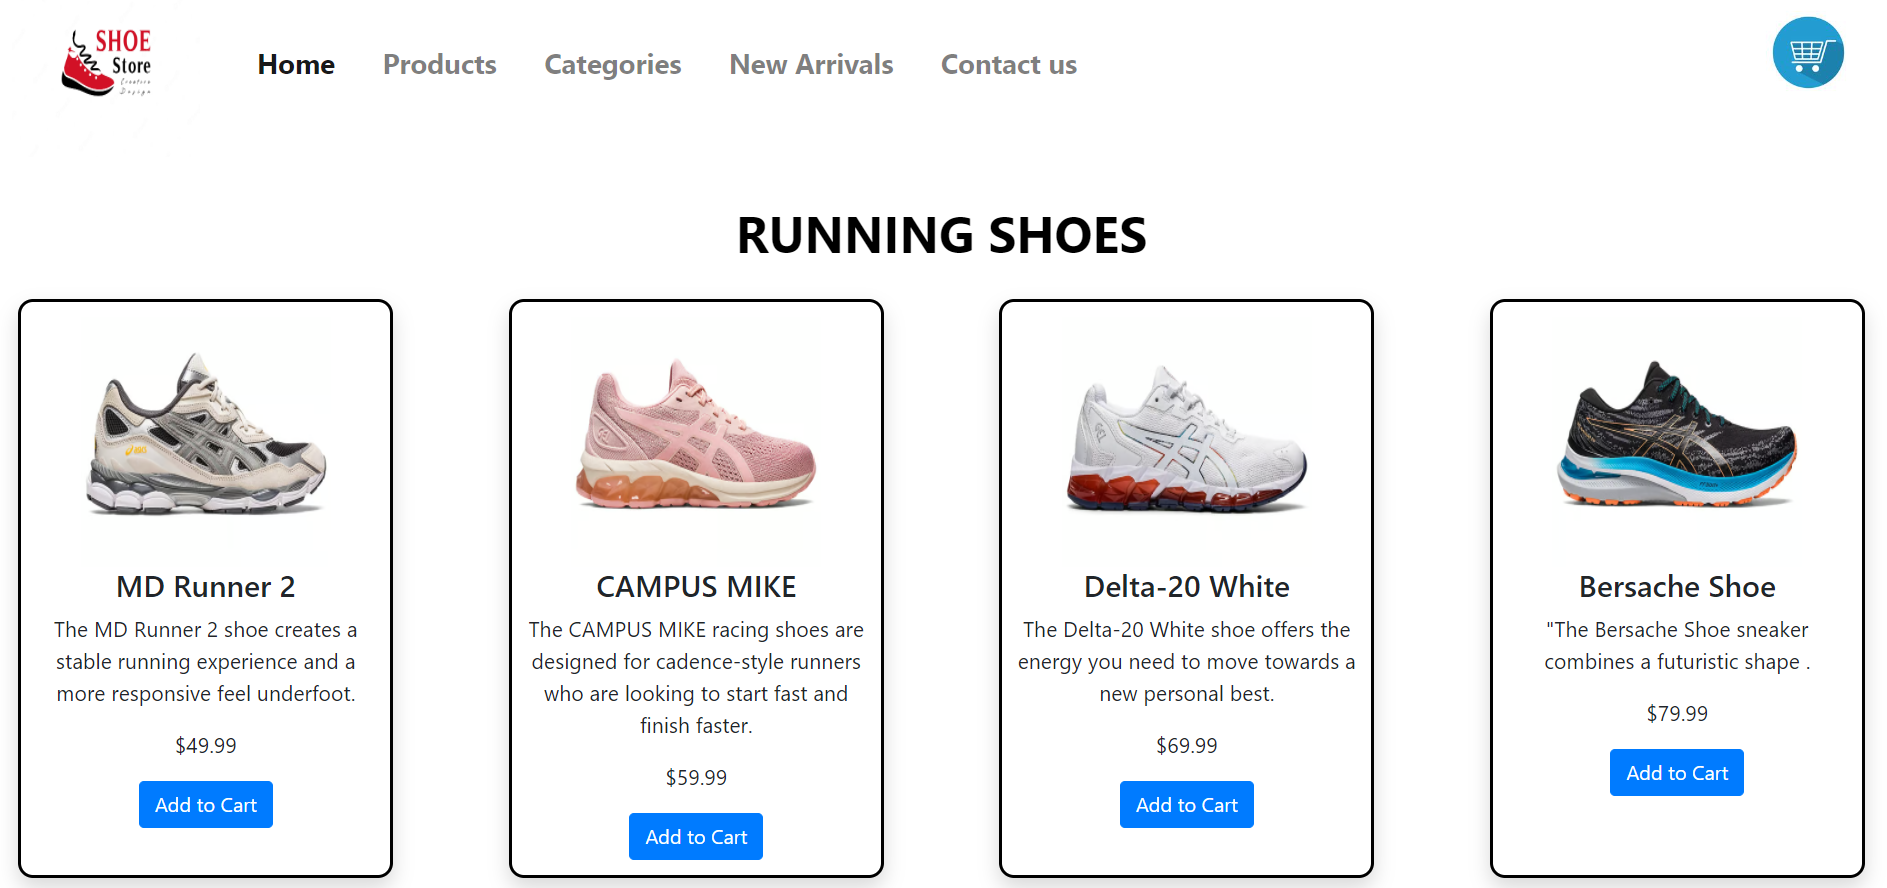 SHOE
Store
Creative
Design
Home Products Categories New Arrivals Contact us
RUNNING SHOES
GEL
MD Runner 2
The MD Runner 2 shoe creates a
stable running experience and a
more responsive feel underfoot.
$49.99
Add to Cart
CAMPUS MIKE
The CAMPUS MIKE racing shoes are
designed for cadence-style runners
who are looking to start fast and
finish faster.
$59.99
Add to Cart
Delta-20 White
The Delta-20 White shoe offers the
energy you need to move towards a
new personal best.
$69.99
Add to Cart
Bersache Shoe
"The Bersache Shoe sneaker
combines a futuristic shape .
$79.99
Add to Cart